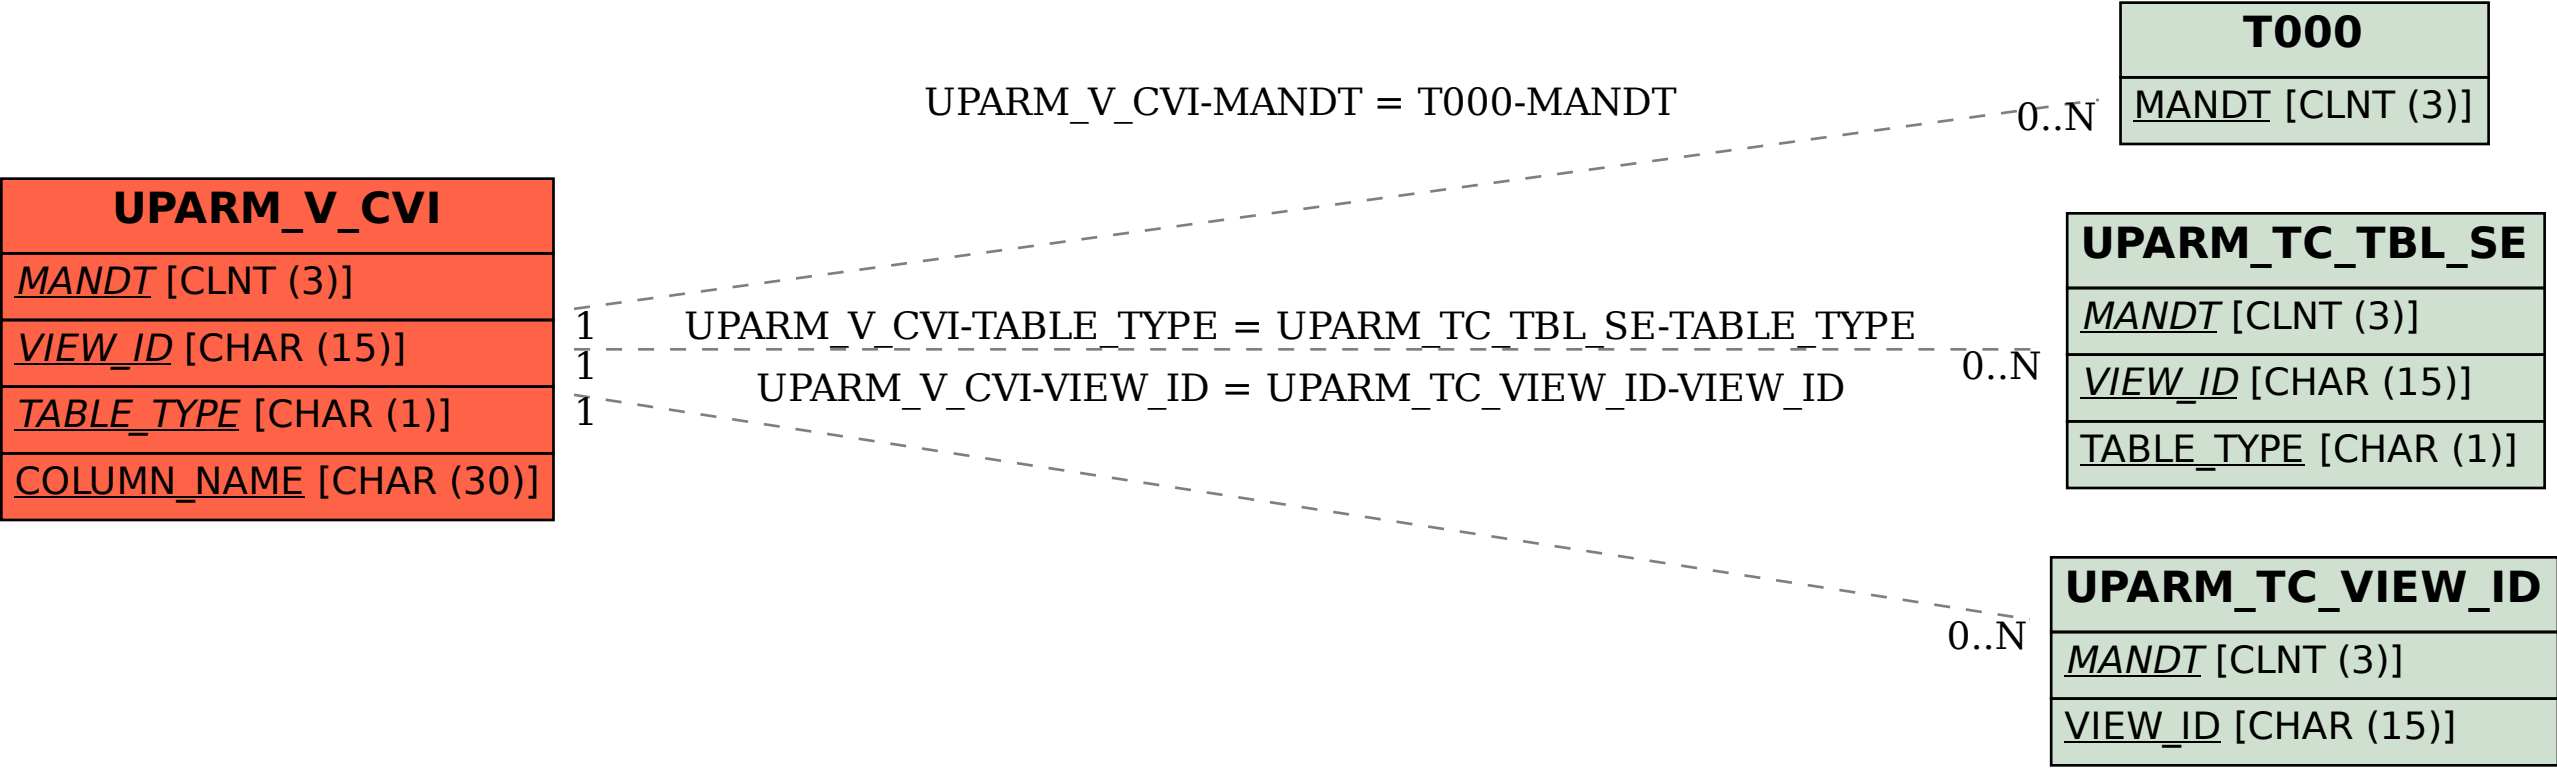 UPARM_V_CVI
MANDT [CLNT (3)]
VIEW_ID [CHAR (15)]
TABLE_TYPE [CHAR (1)]
COLUMN_NAME [CHAR (30)]
UPARM_V_CVI-MANDT = T000-MANDT
0..N
1
UPARM_V_CVI-TABLE_TYPE = UPARM_TC_TBL_SE-TABLE_TYPE
1
0..N
UPARM_V_CVI-VIEW_ID = UPARM_TC_VIEW_ID-VIEW_ID
1
0..N
T000
MANDT [CLNT (3)]
UPARM_TC_TBL_SE
MANDT [CLNT (3)]
VIEW_ID [CHAR (15)]
TABLE_TYPE [CHAR (1)]
UPARM_TC_VIEW_ID
MANDT [CLNT (3)]
VIEW_ID [CHAR (15)]